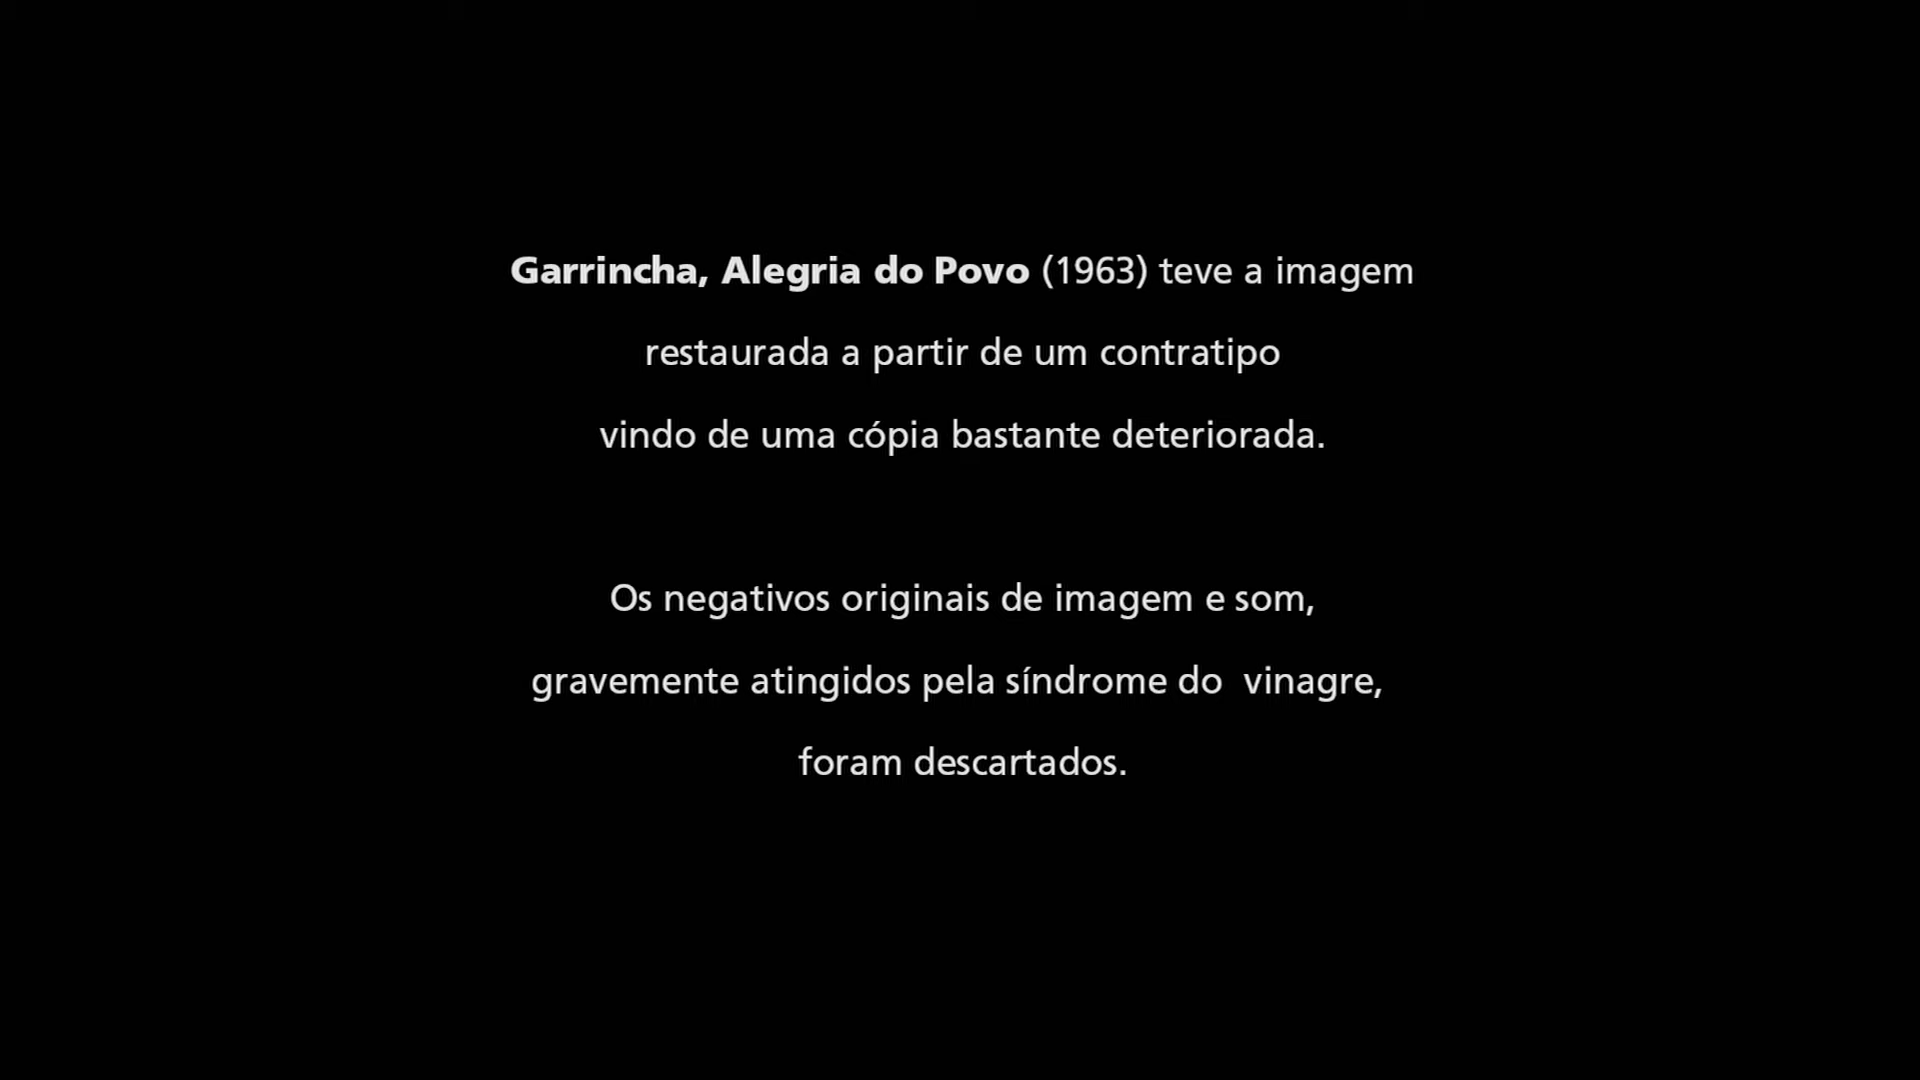 Garrincha, Alegria do Povo (1963) teve a imagem
restaurada a partir de um contratipo
vindo de uma cópia bastante deteriorada.
Os negativos originais de imagem e som,
gravemente atingidos pela síndrome do  vinagre,
foram descartados.